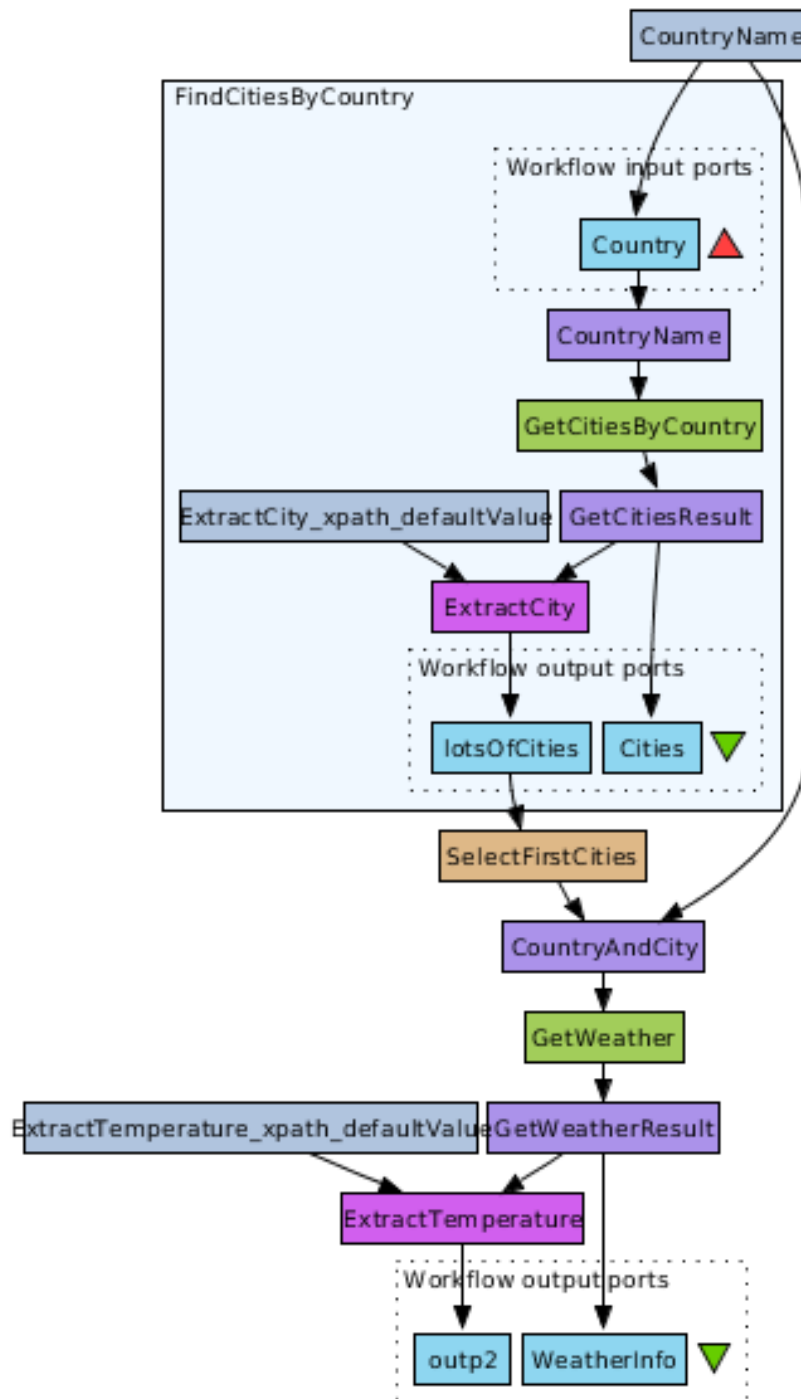 CountryName
FindCitiesByCountry
Workflow input ports
Country
CountryName
GetCitiesByCountry
ExtractCity_xpath_defaultValue
GetCitiesResult
ExtractCity
Workflow output ports
lotsOfCities
Cities
SelectFirstCities
CountryAndCity
GetWeather
ExtractTemperature_xpath_defaultValue
GetWeatherResult
ExtractTemperature
Workflow output ports
outp2
WeatherInfo